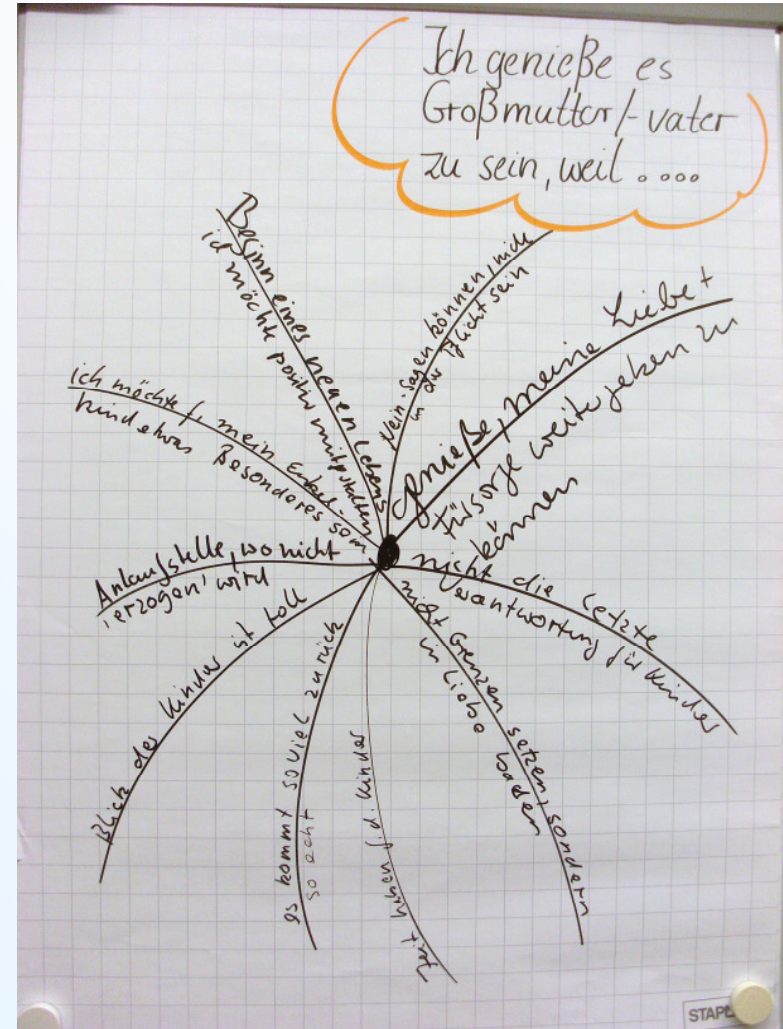 Ich genieße es
Großmutter/-vater
zu sein, weil ....
Nein-sagen können, nicht
in der Pflicht sein
genieße, meine Liebe +
Fürsorge weitergeben zu
können
nicht die letzte
Verantwortung für Kinder
nicht Grenzen setzen, sondern
in Liebe baden
Zeit haben f. d. Kinder
es kommt soviel zurück
so echt
Blick der Kinder ist toll
Anlaufstelle, wo nicht
'erzogen' wird
ich möchte f. mein Enkel-
kind etwas Besonderes sein
Beginn eines neuen Lebens
ich möchte positiv mitgestalten
STAP